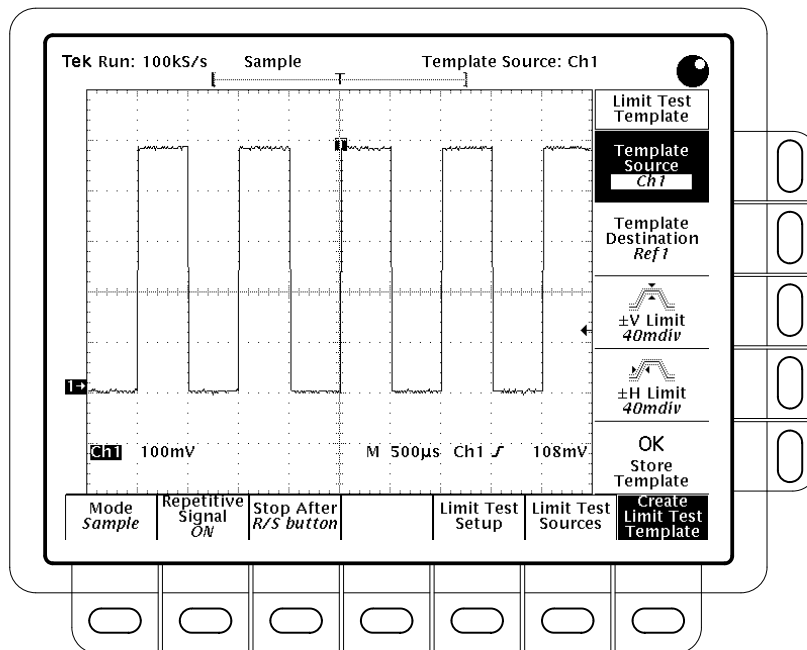 Tek Run: 100kS/s Sample Template Source: Ch1
T
Limit Test
Template
Template
Source
Ch1
Template
Destination
Ref1
±V Limit
40mdiv
±H Limit
40mdiv
OK
Store
Template
T
1→
Ch1 100mV M 500µs Ch1 108mV
Mode
Sample
Repetitive
Signal
ON
Stop After
R/S button
Limit Test
Setup
Limit Test
Sources
Create
Limit Test
Template